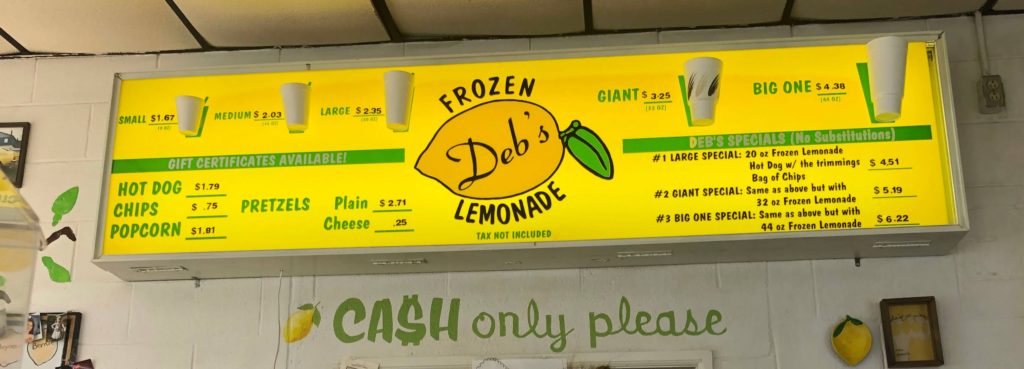 SMALL $1.67
MEDIUM $ 2.03
LARGE $ 2.35
GIFT CERTIFICATES AVAILABLE!
HOT DOG $1.79
CHIPS $ .75
POPCORN $1.81
PRETZELS
Plain $ 2.71
Cheese .25
FROZEN
Deb's
LEMONADE
TAX NOT INCLUDED
GIANT $ 3.25
(32 OZ)
BIG ONE $ 4.38
(44 OZ)
DEB'S SPECIALS (No Substitutions)
#1 LARGE SPECIAL: 20 oz Frozen Lemonade
Hot Dog w/ the trimmings
Bag of Chips
$ 4.51
#2 GIANT SPECIAL: Same as above but with
32 oz Frozen Lemonade
$ 5.19
#3 BIG ONE SPECIAL: Same as above but with
44 oz Frozen Lemonade
$ 6.22
CA$H only please